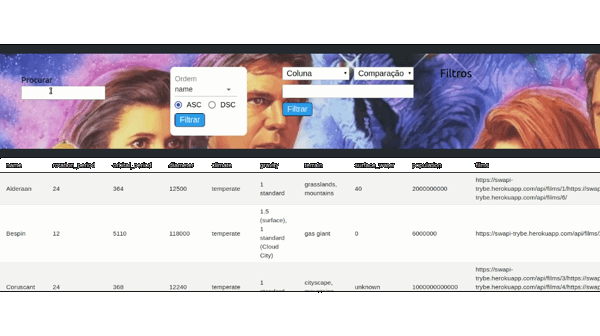 Procurar
Ordem
name
ASC DSC
Filtrar
Coluna Comparação
Filtrar
Filtros
name rotation_period orbital_period diameter climate gravity terrain surface_water population films
Alderaan 24 364 12500 temperate 1 standard grasslands, mountains 40 2000000000 https://swapi-trybe.herokuapp.com/api/films/1/https://swap
trybe.herokuapp.com/api/films/6/
Bespin 12 5110 118000 temperate 1.5 (surface), 1 standard (Cloud City) gas giant 0 6000000 https://swapi-trybe.herokuapp.com/api/films/
Coruscant 24 368 12240 temperate 1 cityscape, unknown 1000000000000 https://swapi-
trybe.herokuapp.com/api/films/3/https://swap
trybe.herokuapp.com/api/films/4/https://swap